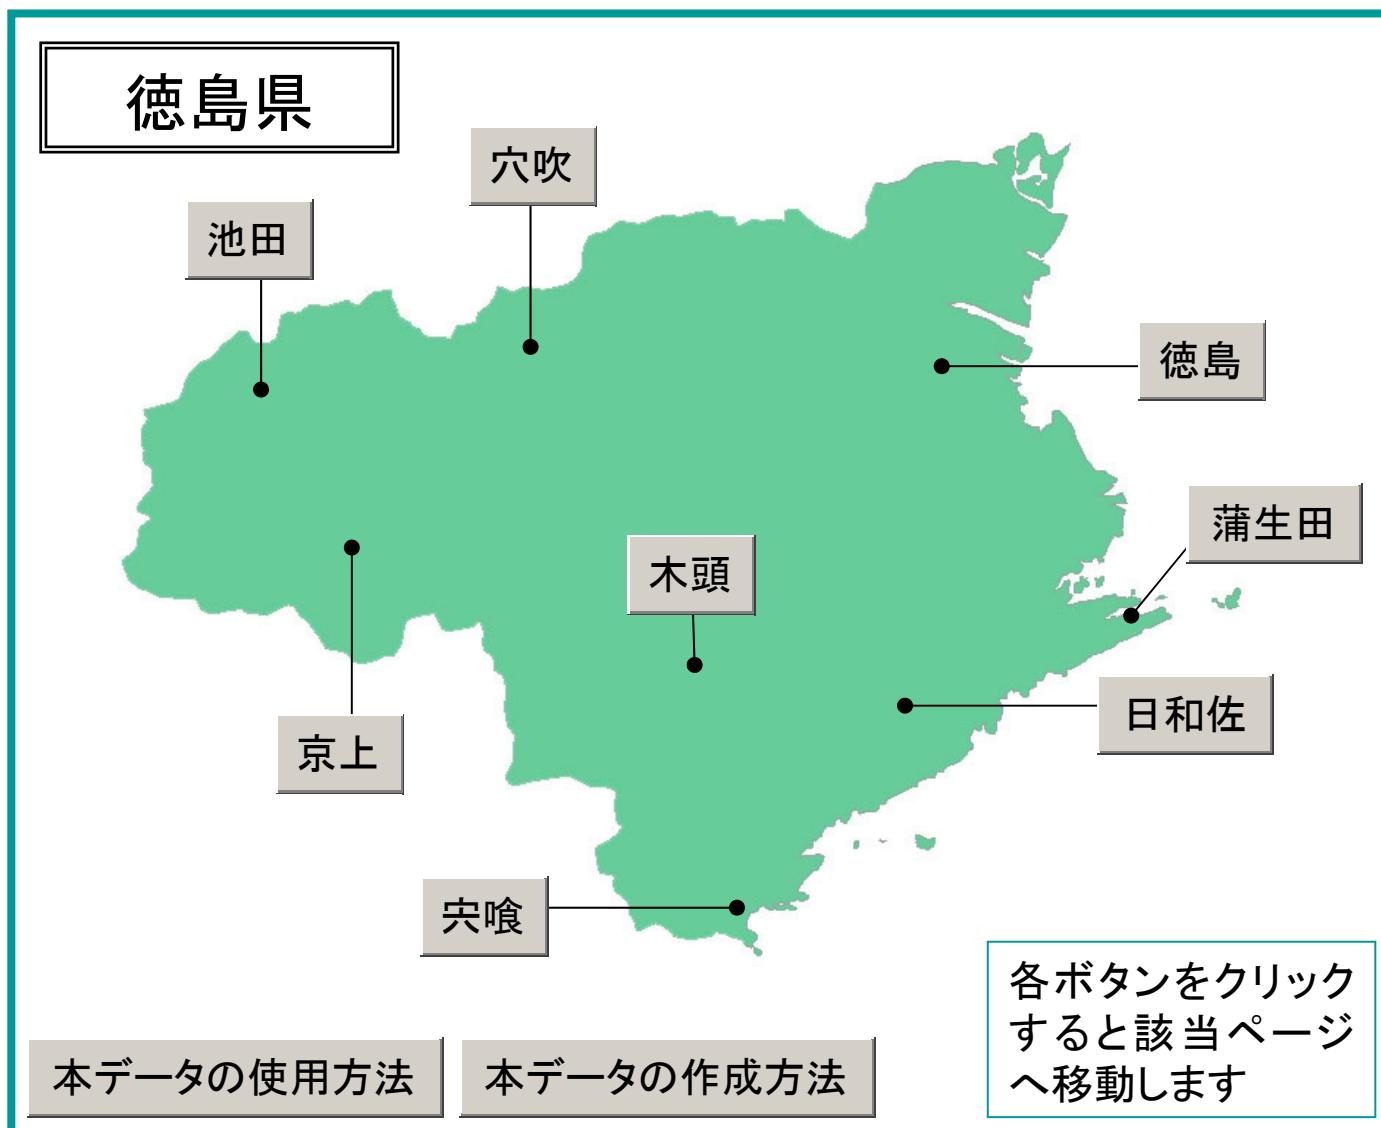 徳島県
穴吹
池田
徳島
蒲生田
木頭
日和佐
京上
宍喰
各ボタンをクリック
すると該当ページ
へ移動します
本データの使用方法
本データの作成方法